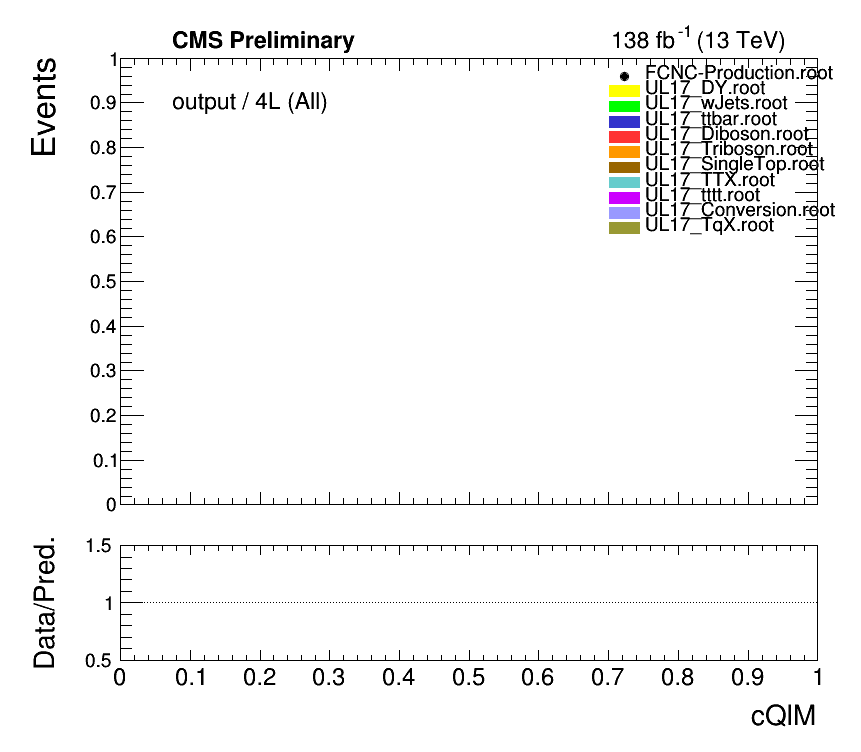 CMS Preliminary
138 fb-1 (13 TeV)
Events
output / 4L (All)
FCNC-Production.root
UL17_DY.root
UL17_wJets.root
UL17_ttbar.root
UL17_Diboson.root
UL17_Triboson.root
UL17_SingleTop.root
UL17_TTX.root
UL17_tttt.root
UL17_Conversion.root
UL17_TqX.root
1
0.9
0.8
0.7
0.6
0.5
0.4
0.3
0.2
0.1
0
Data/Pred.
1.5
1
0.5
0 0.1 0.2 0.3 0.4 0.5 0.6 0.7 0.8 0.9 1
cQlM